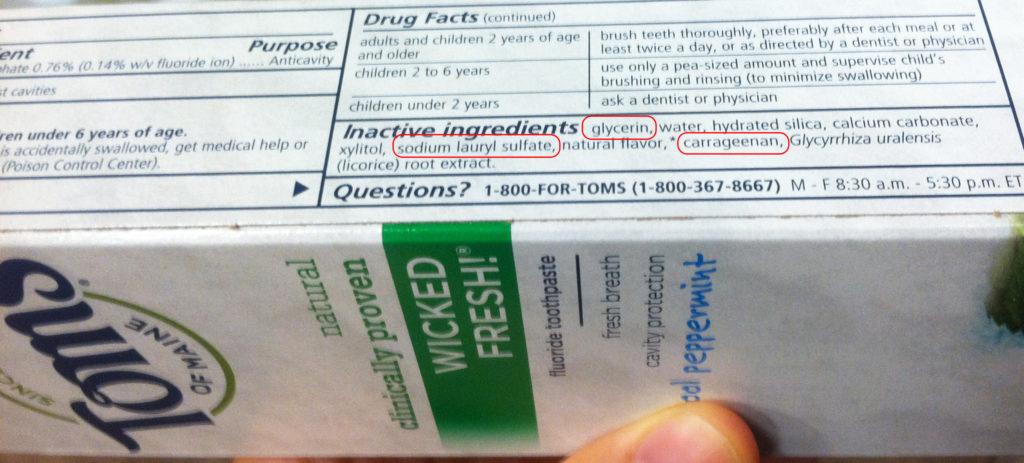 Purpose
0.76% (0.14% w/v fluoride ion) ...... Anticavity
cavities
under 6 years of age.
is accidentally swallowed, get medical help or
(Poison Control Center).
Drug Facts (continued)
adults and children 2 years of age
and older
brush teeth thoroughly, preferably after each meal or at
least twice a day, or as directed by a dentist or physician
children 2 to 6 years
use only a pea-sized amount and supervise child's
brushing and rinsing (to minimize swallowing)
children under 2 years
ask a dentist or physician
Inactive ingredients glycerin, water, hydrated silica, calcium carbonate,
xylitol, sodium lauryl sulfate, natural flavor,* carrageenan, Glycyrrhiza uralensis
(licorice) root extract.
Questions? 1-800-FOR-TOMS (1-800-367-8667) M - F 8:30 a.m. - 5:30 p.m. ET
Tom's®
OF MAINE
natural
clinically proven
WICKED
FRESH!®
fluoride toothpaste
fresh breath
cavity protection
peppermint